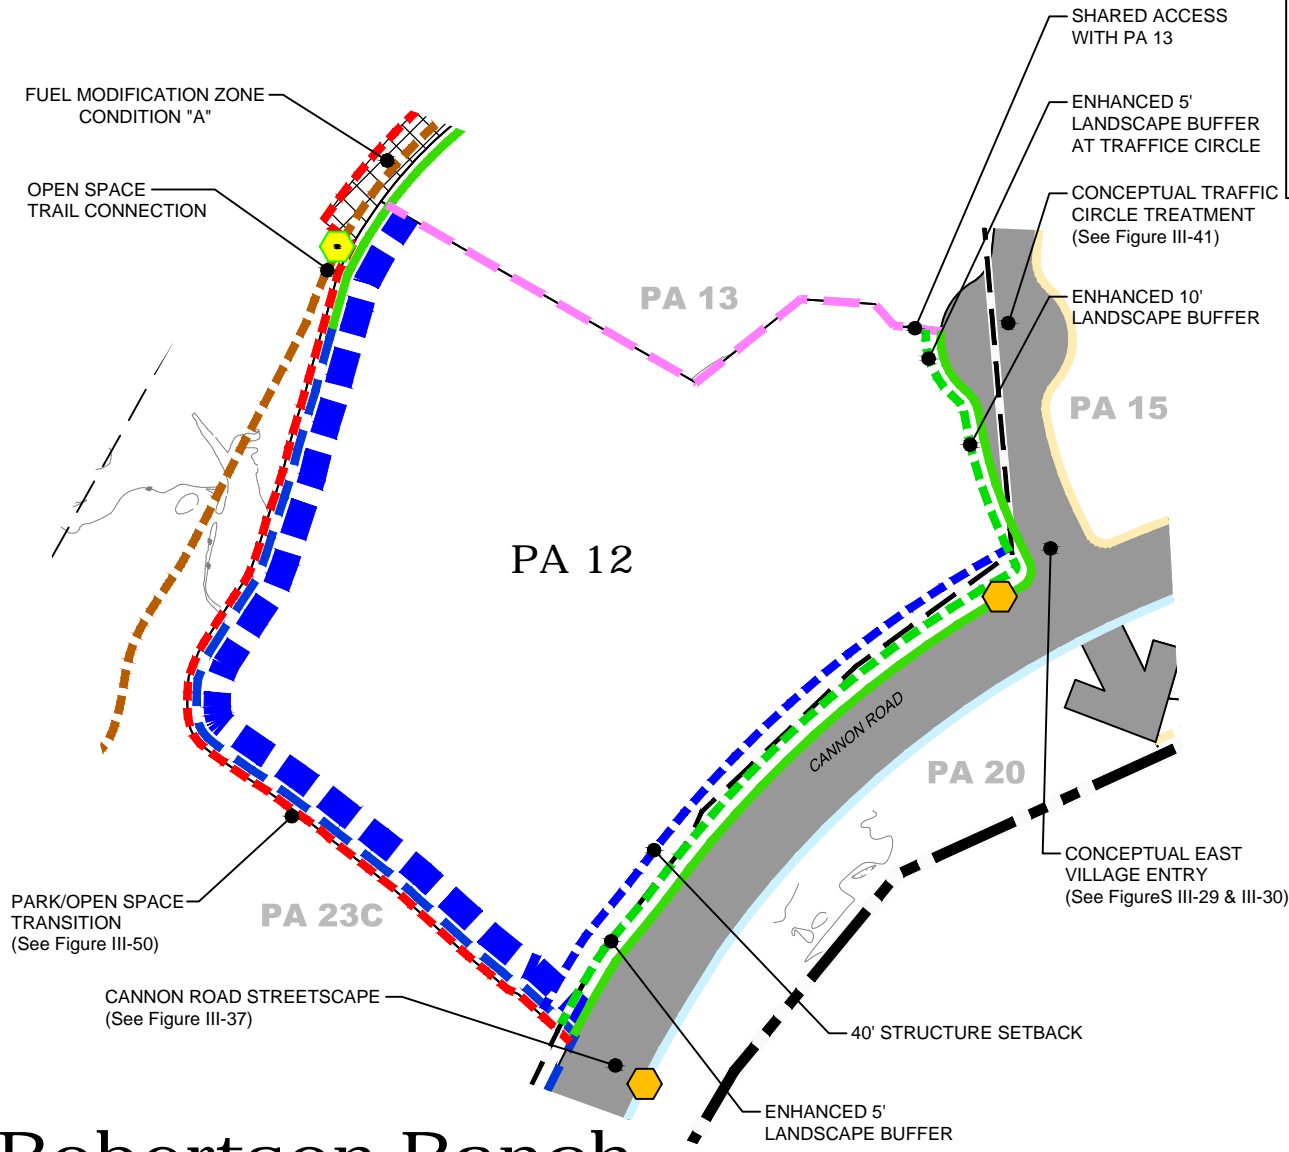 SHARED ACCESS
WITH PA 13
FUEL MODIFICATION ZONE
CONDITION "A"
ENHANCED 5'
LANDSCAPE BUFFER
AT TRAFFICE CIRCLE
OPEN SPACE
TRAIL CONNECTION
CONCEPTUAL TRAFFIC
CIRCLE TREATMENT
(See Figure III-41)
PA 13
ENHANCED 10'
LANDSCAPE BUFFER
PA 15
PA 12
CANNON ROAD
PA 20
CONCEPTUAL EAST
VILLAGE ENTRY
(See FigureS III-29 & III-30)
PARK/OPEN SPACE
TRANSITION
(See Figure III-50)
PA 23C
CANNON ROAD STREETSCAPE
(See Figure III-37)
40' STRUCTURE SETBACK
ENHANCED 5'
LANDSCAPE BUFFER
Robertson Ranch